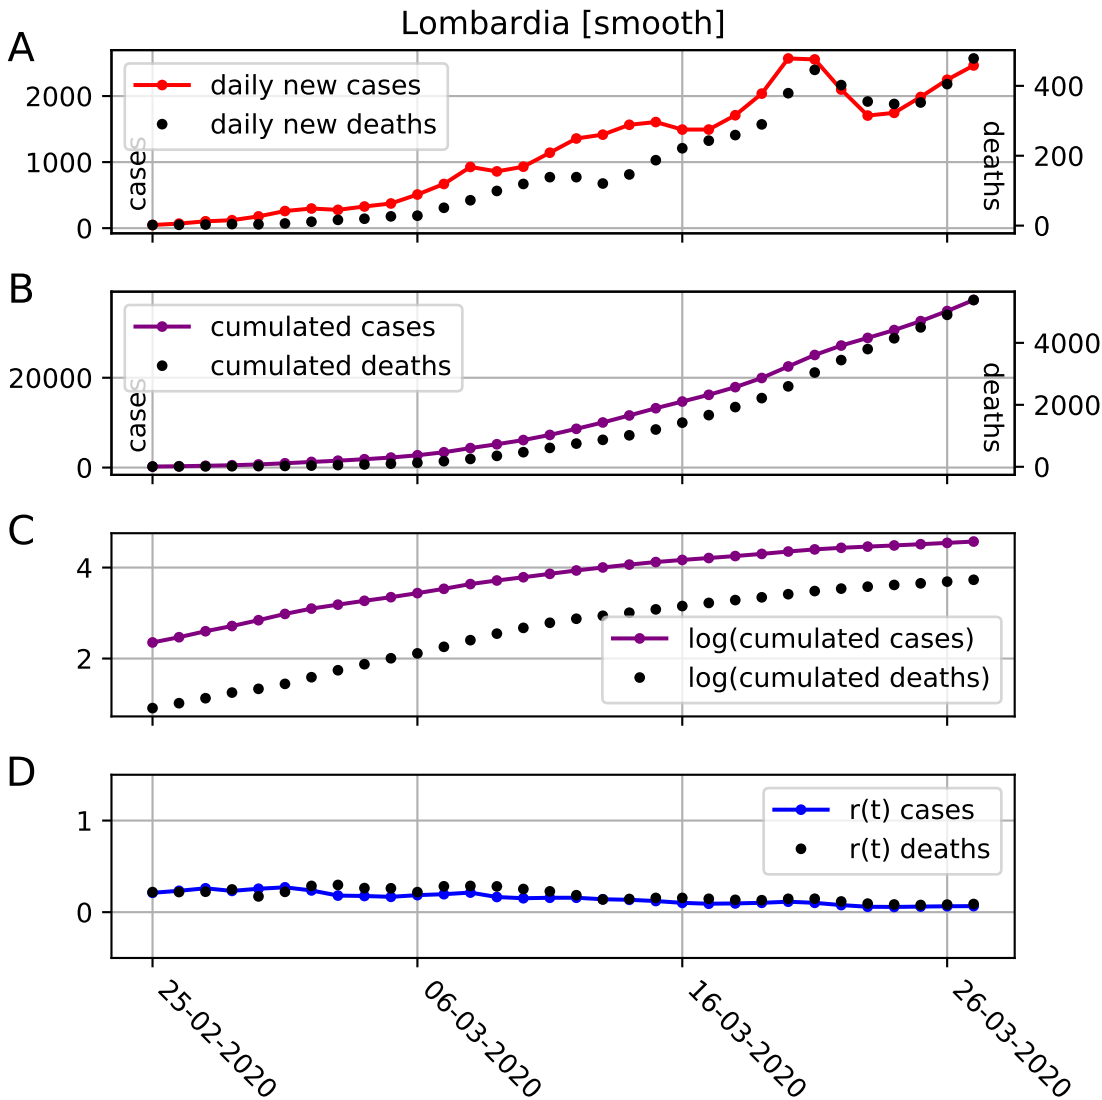 Lombardia [smooth]
A
daily new cases
daily new deaths
2000
1000
0
cases
400
200
0
deaths
B
cumulated cases
cumulated deaths
20000
0
cases
4000
2000
0
deaths
C
4
2
log(cumulated cases)
log(cumulated deaths)
D
1
0
r(t) cases
r(t) deaths
25-02-2020
06-03-2020
16-03-2020
26-03-2020